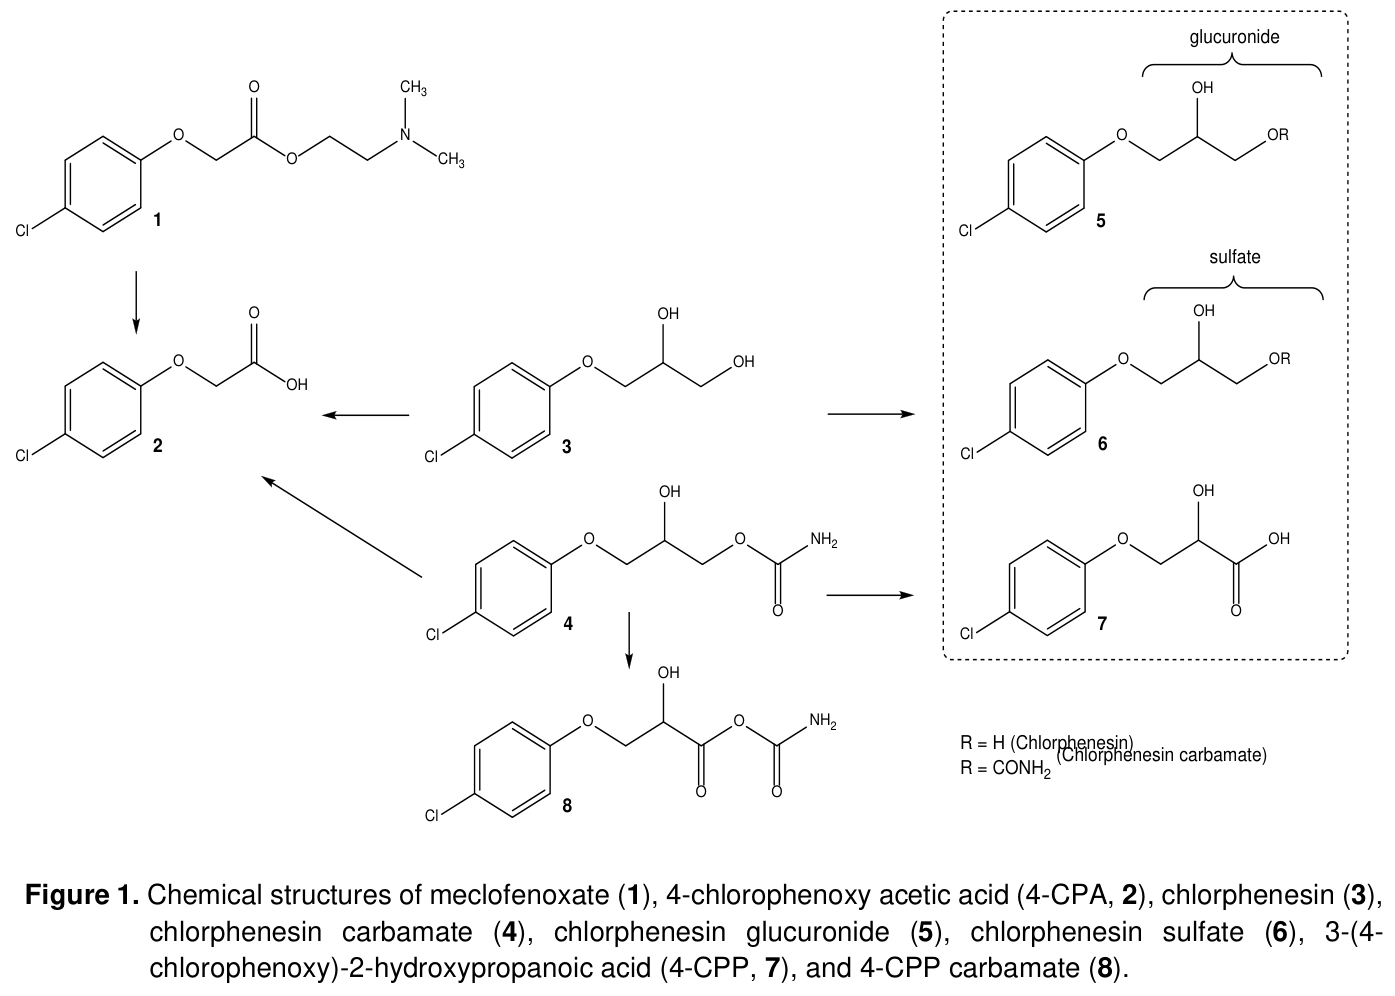 glucuronide
OH
O
OR
Cl
5
O
O
O
N
CH3
CH3
Cl
1
sulfate
OH
O
OR
Cl
6
O
O
OH
Cl
2
OH
O
OH
Cl
3
OH
O
O
NH2
O
Cl
4
OH
O
OH
O
Cl
7
OH
O
O
NH2
O
O
Cl
8
R = H (Chlorphenesin)
(Chlorphenesin carbamate)
R = CONH2
Figure 1. Chemical structures of meclofenoxate (1), 4-chlorophenoxy acetic acid (4-CPA, 2), chlorphenesin (3),
chlorphenesin carbamate (4), chlorphenesin glucuronide (5), chlorphenesin sulfate (6), 3-(4-
chlorophenoxy)-2-hydroxypropanoic acid (4-CPP, 7), and 4-CPP carbamate (8).